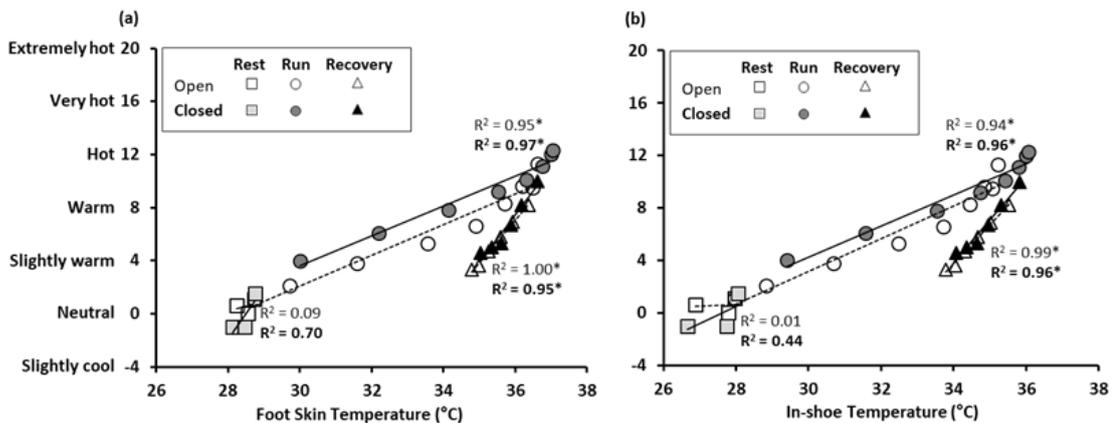 (a)
Extremely hot 20
Very hot 16
Hot 12
Warm 8
Slightly warm 4
Neutral 0
Slightly cool -4
Rest Run Recovery
Open
Closed
R² = 0.95*
R² = 0.97*
R² = 1.00*
R² = 0.95*
R² = 0.09
R² = 0.70
26 28 30 32 34 36 38
Foot Skin Temperature (°C)
(b)
20
16
12
8
4
0
-4
Rest Run Recovery
Open
Closed
R² = 0.94*
R² = 0.96*
R² = 0.99*
R² = 0.96*
R² = 0.01
R² = 0.44
26 28 30 32 34 36 38
In-shoe Temperature (°C)